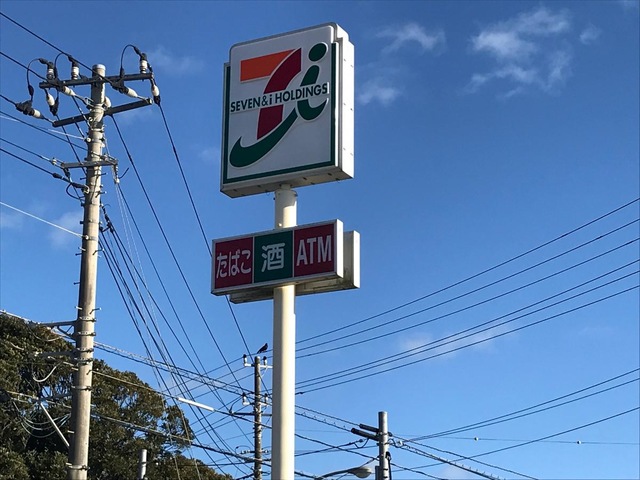 SEVEN & i HOLDINGS
たばこ 酒 ATM